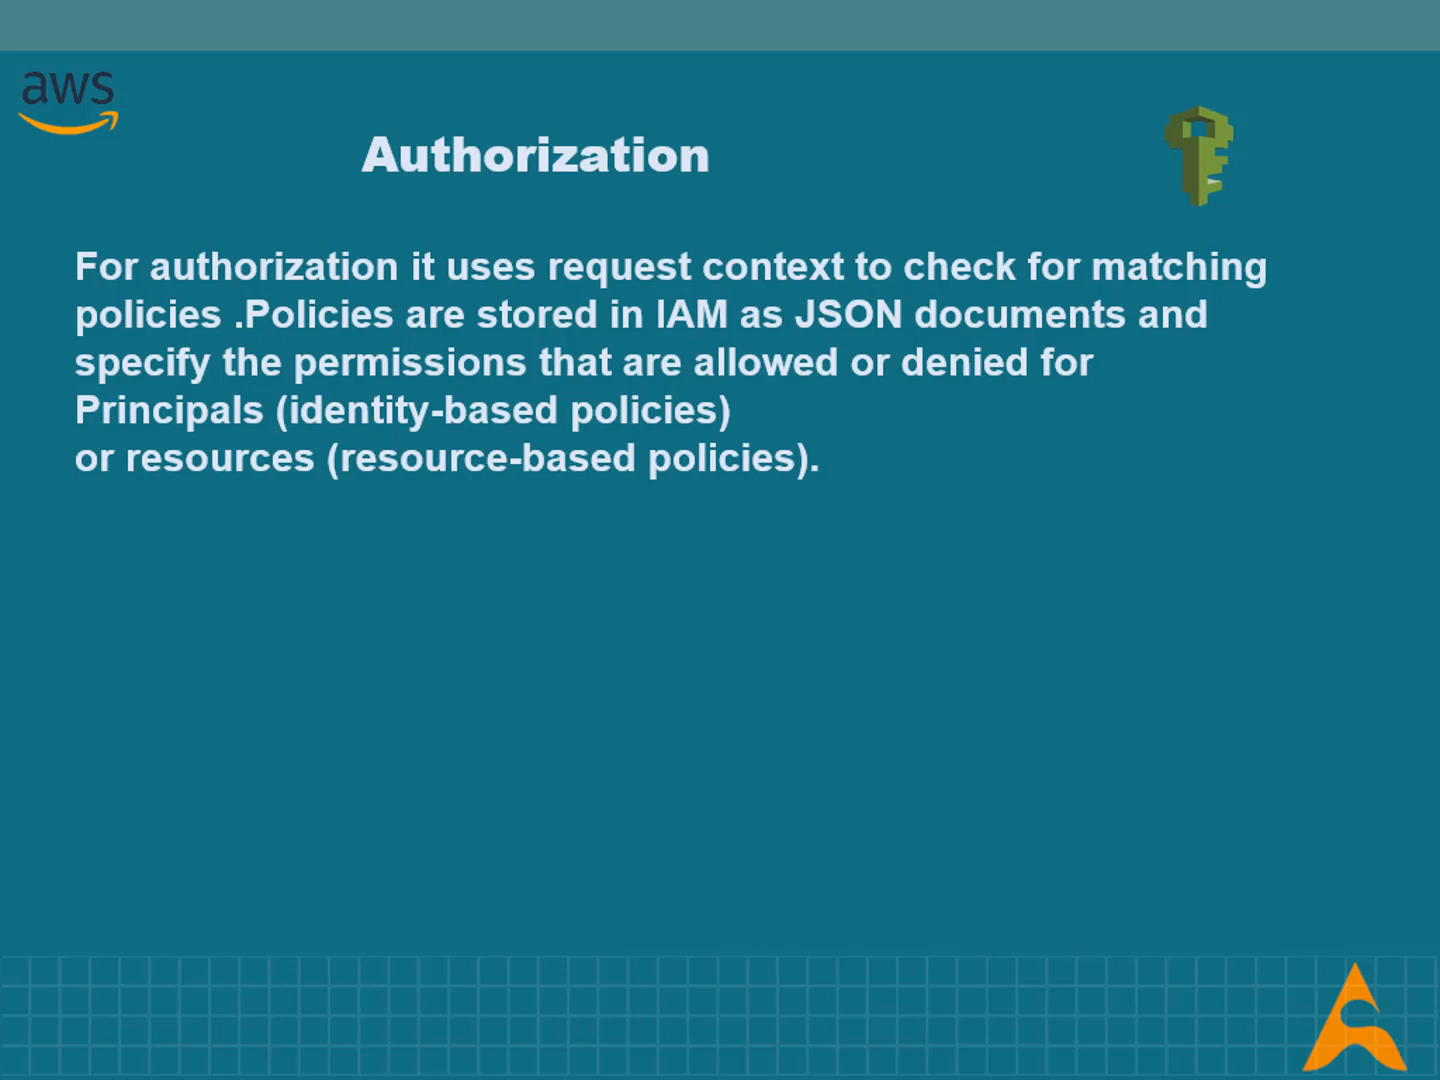 aws
Authorization
For authorization it uses request context to check for matching
policies .Policies are stored in IAM as JSON documents and
specify the permissions that are allowed or denied for
Principals (identity-based policies)
or resources (resource-based policies).